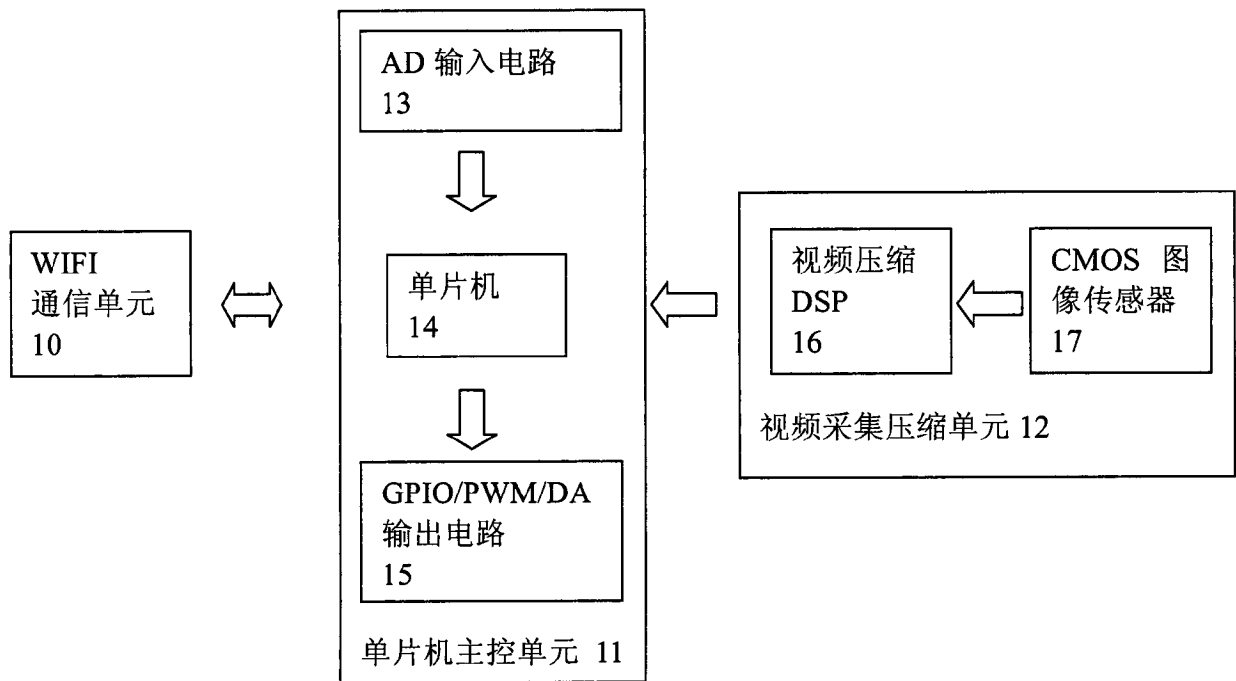 WIFI
通信单元
10
AD 输入电路
13
单片机
14
GPIO/PWM/DA
输出电路
15
单片机主控单元 11
视频压缩
DSP
16
CMOS 图
像传感器
17
视频采集压缩单元 12